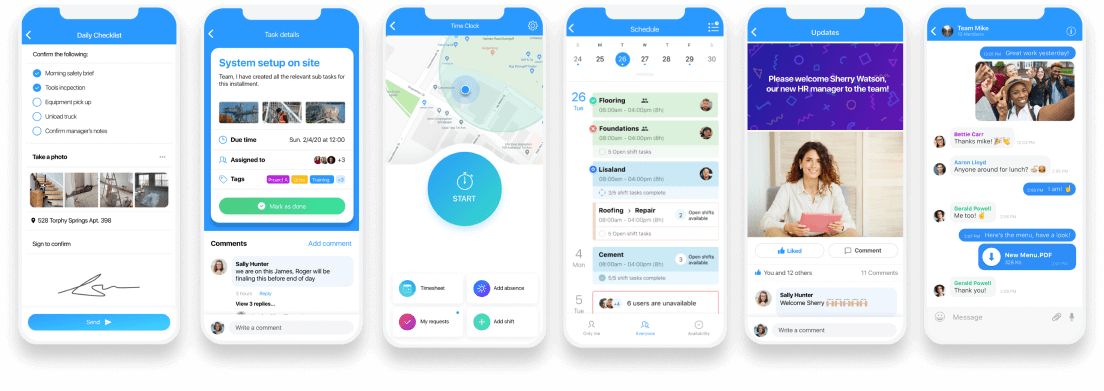 Daily Checklist
Confirm the following:
Morning safety brief
Tools incpection
Equipment pick up
Unload truck
Confirm manager's notes
Take a photo
528 Torphy Springs Apt, 398
Sign to confirm
Send
Task details
System setup on site
Team, I have created all the relevant sub tasks for
this installment.
Due time
Sun. 2/4/20 at 12:00
Assigned to
+3
Tags
Project A
Training
+3
Mark as done
Comments
Add comment
Sally Hunter
we are on this James, Roger will be
finaling this before end of day
3 hours
Reply
View 3 replies...
Write a comment
Time Clock
START
Timesheet
Add absence
My requests
Add shift
Schedule
S M T W T F S
24 25 26 27 28 29 30
26
Tue
Flooring
08:00am - 04:00pm (8h)
Foundations
08:00am - 04:00pm (8h)
5 Open shift tasks
Lisaland
08:00am - 04:00pm (8h)
3/5 shift tasks complete
Roofing > Repair
08:00am - 04:00pm (8h)
2
Open shifts
available
5 Open shift tasks
4
Mon
Cement
08:00am - 04:00pm (8h)
3
Open shifts
available
5/5 shift tasks complete
5
Tue
+4
6 users are unavailable
Only me
Everyone
Availability
Updates
Please welcome Sherry Watson,
our new HR manager to the team!
Liked
Comment
You and 12 others
11 Comments
Sally Hunter
Welcome Sherry
Write a comment
Team Mike
Great work yesterday!
Bettie Carr
Thanks mike!
Aaron Lloyd
Anyone around for lunch?
I am!
Gerald Powell
Me too!
Here's the menu, have a look!
New Menu.PDF
Gerald Powell
Thank you!
Message